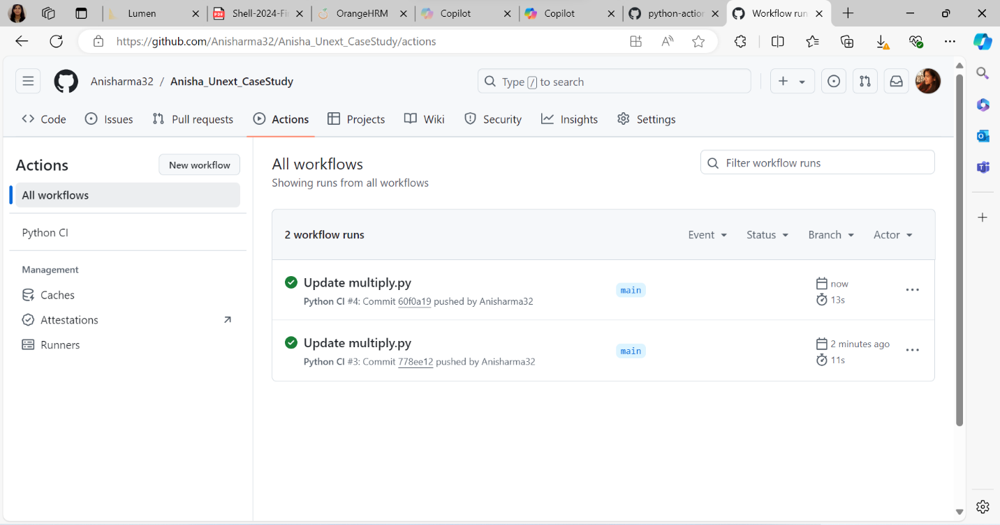 Lumen
Shell-2024-Fin
OrangeHRM
Copilot
Copilot
python-action
Workflow run
https://github.com/Anisharma32/Anisha_Unext_CaseStudy/actions
Anisharma32 / Anisha_Unext_CaseStudy
Type / to search
Code
Issues
Pull requests
Actions
Projects
Wiki
Security
Insights
Settings
Actions
New workflow
All workflows
Python CI
Management
Caches
Attestations
Runners
All workflows
Showing runs from all workflows
Filter workflow runs
2 workflow runs
Event
Status
Branch
Actor
Update multiply.py
Python CI #4: Commit 60f0a19 pushed by Anisharma32
main
now
13s
Update multiply.py
Python CI #3: Commit 778ee12 pushed by Anisharma32
main
2 minutes ago
11s